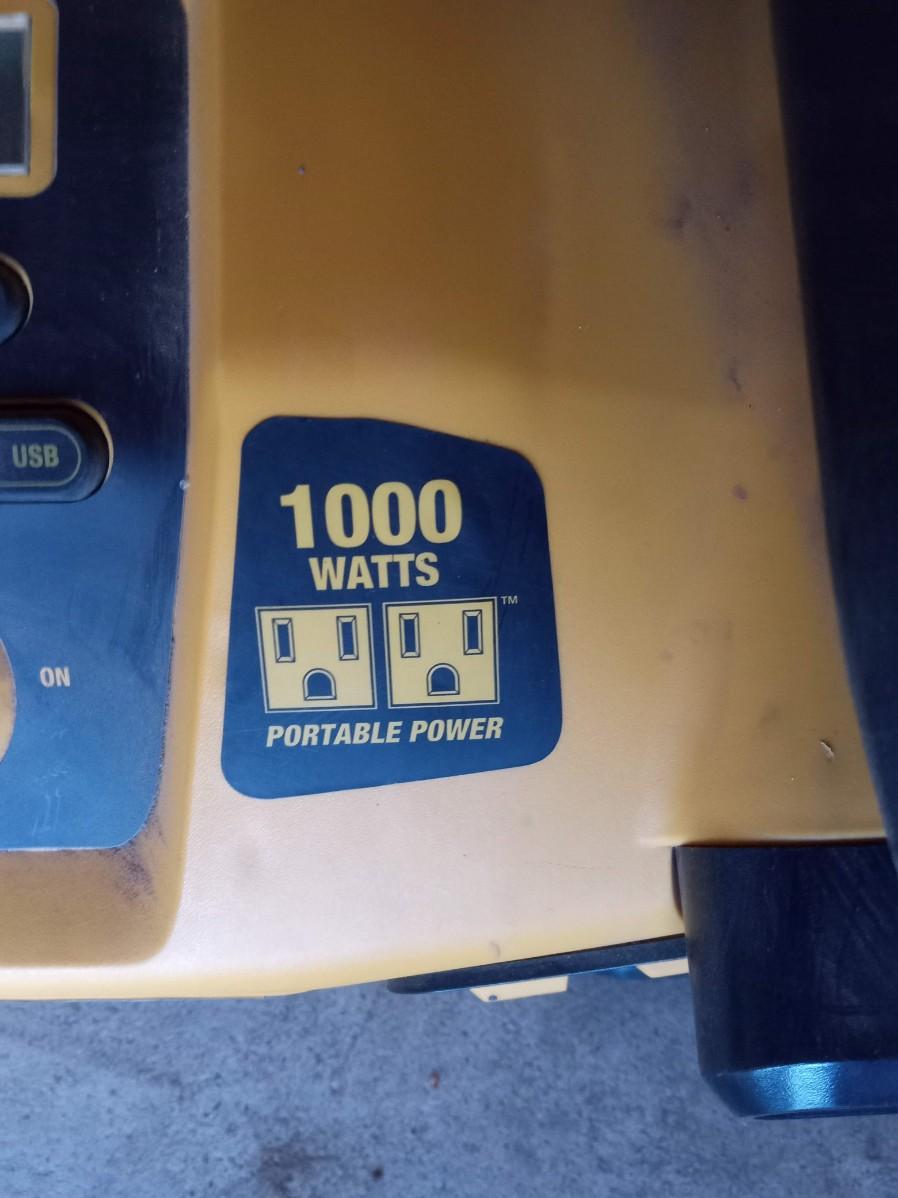 USB
1000
WATTS
TM
ON
PORTABLE POWER